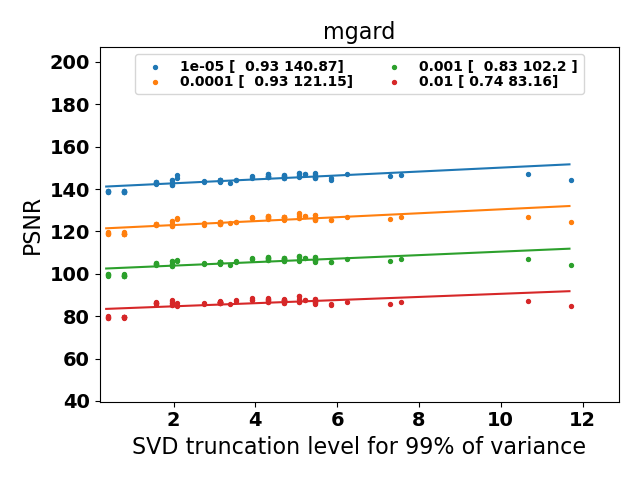 mgard
1e-05 [  0.93 140.87]
0.0001 [  0.93 121.15]
0.001 [  0.83 102.2 ]
0.01 [ 0.74 83.16]
PSNR
200
180
160
140
120
100
80
60
40
2 4 6 8 10 12
SVD truncation level for 99% of variance